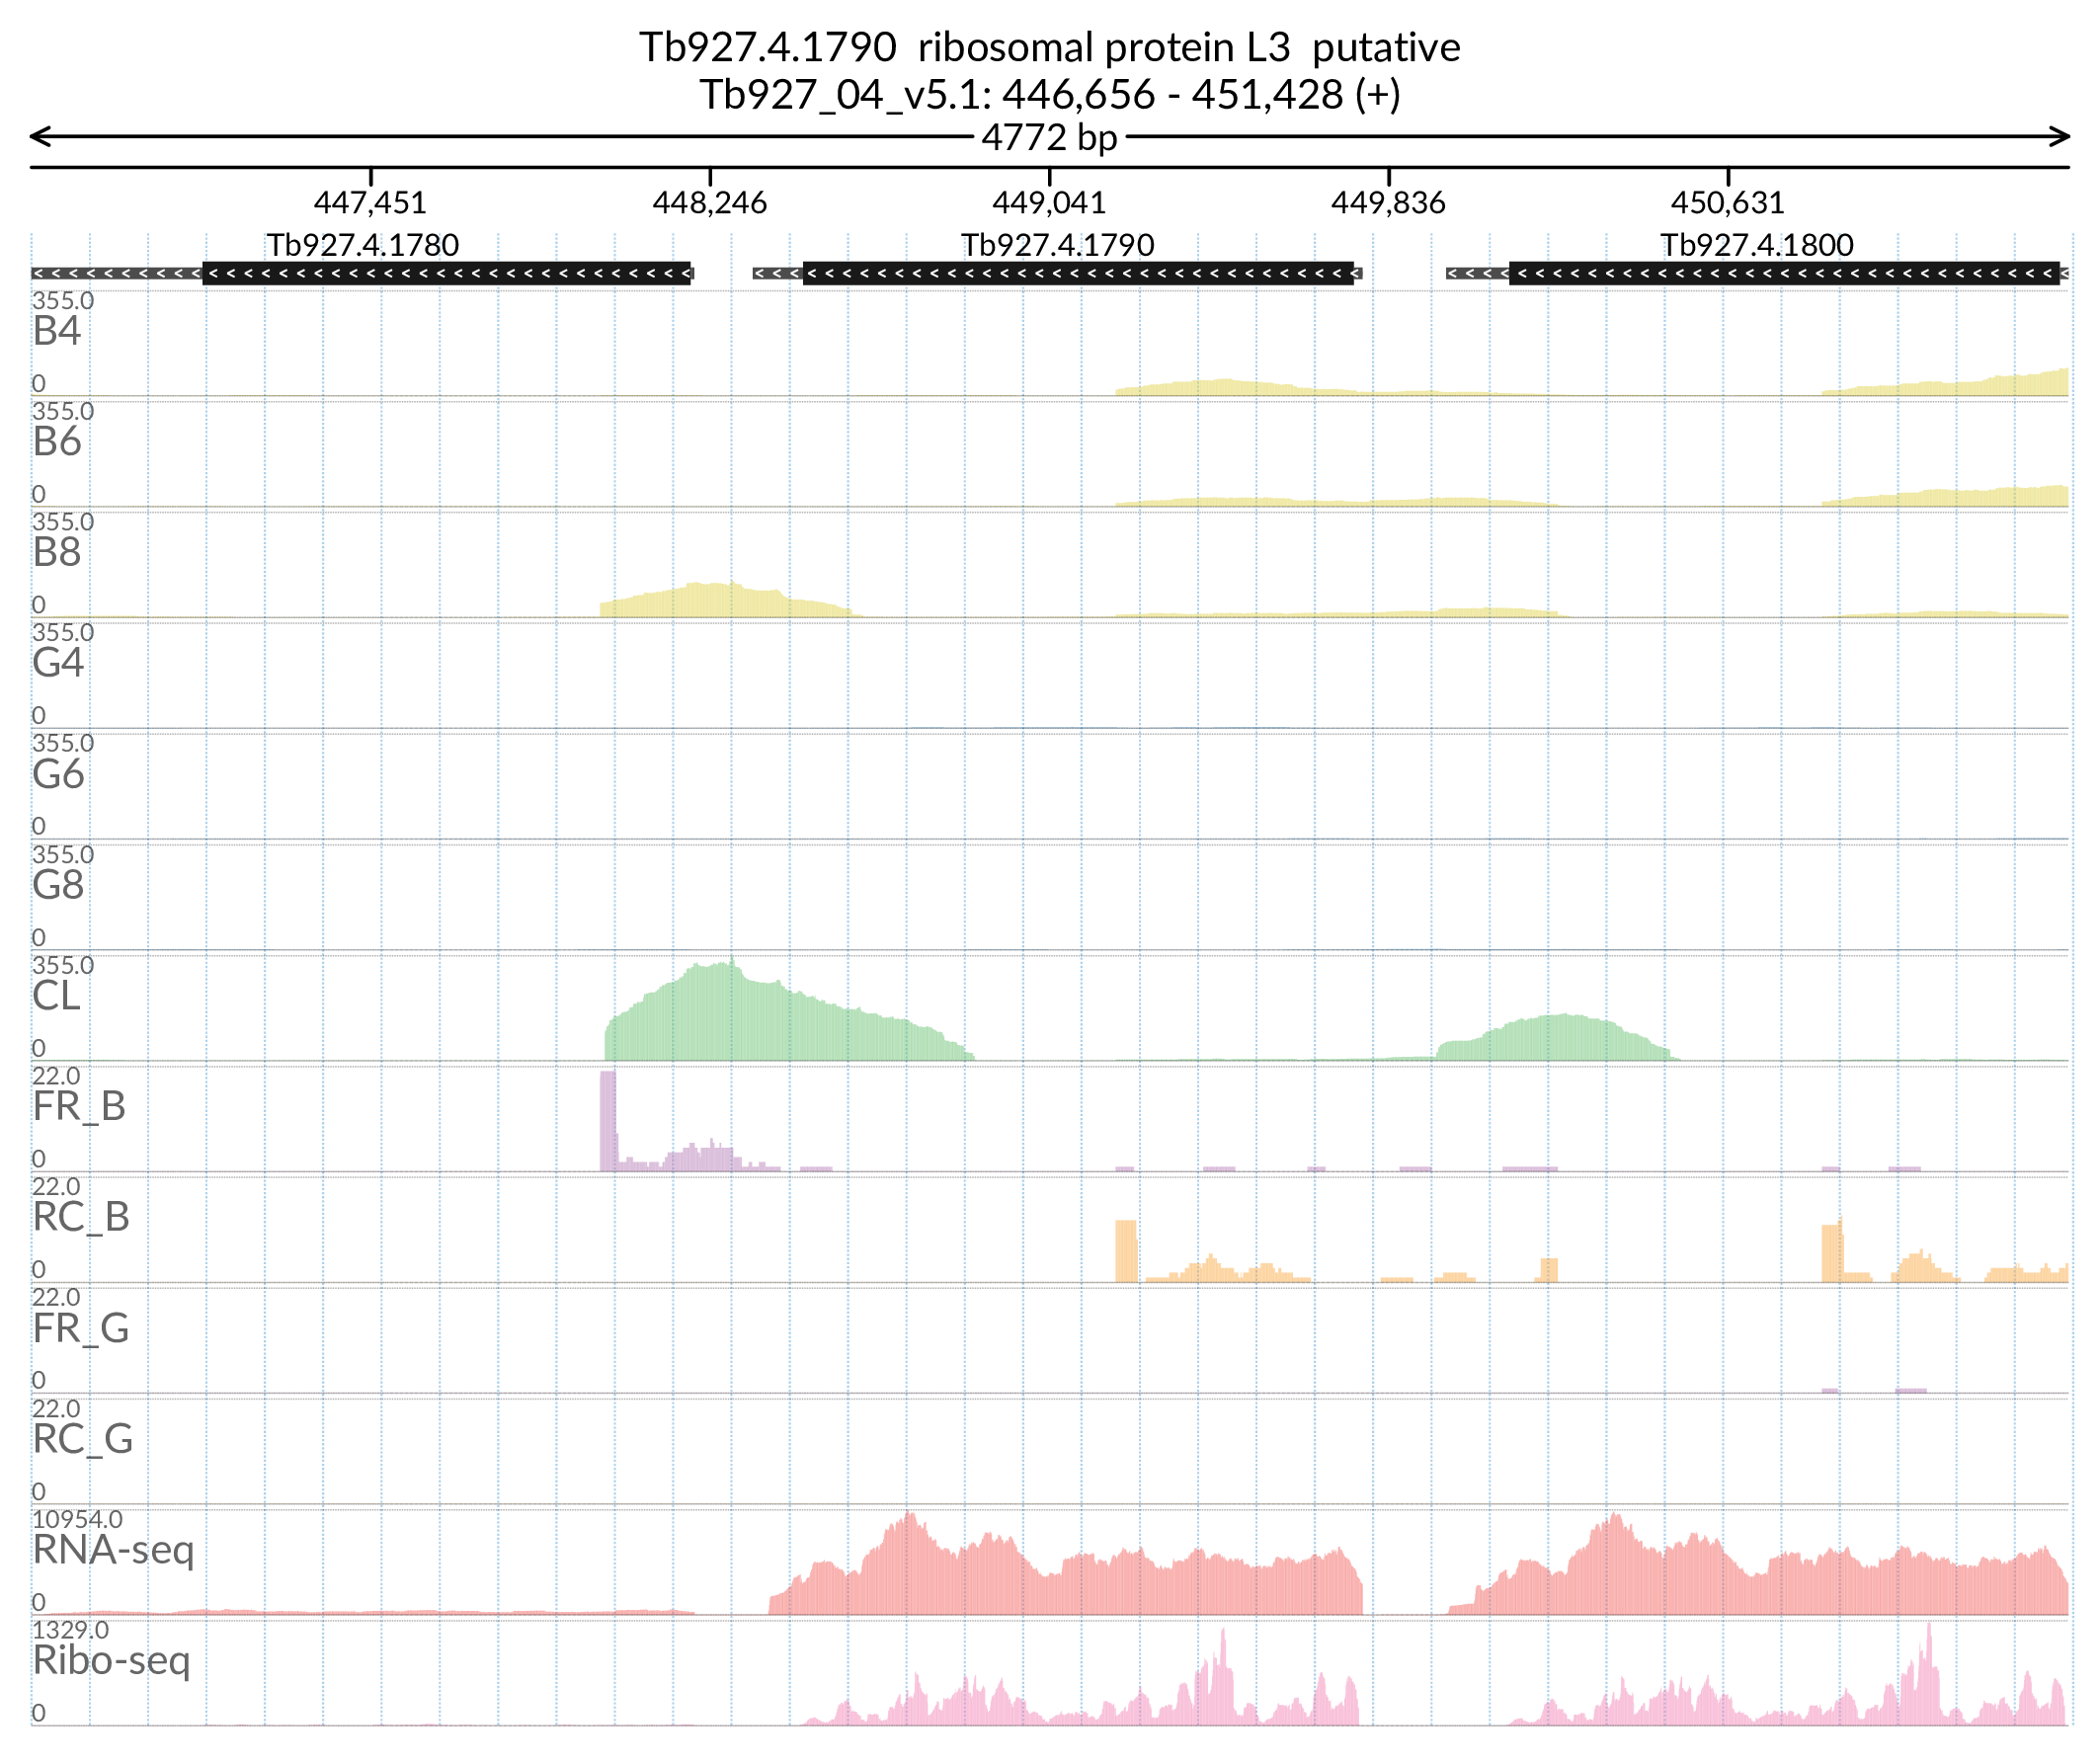 Tb927.4.1790  ribosomal protein L3  putative
Tb927_04_v5.1: 446,656 - 451,428 (+)
4772 bp
447,451 448,246 449,041 449,836 450,631
Tb927.4.1780 Tb927.4.1790 Tb927.4.1800
355.0
B4
0
355.0
B6
0
355.0
B8
0
355.0
G4
0
355.0
G6
0
355.0
G8
0
355.0
CL
0
22.0
FR_B
0
22.0
RC_B
0
22.0
FR_G
0
22.0
RC_G
0
10954.0
RNA-seq
0
1329.0
Ribo-seq
0